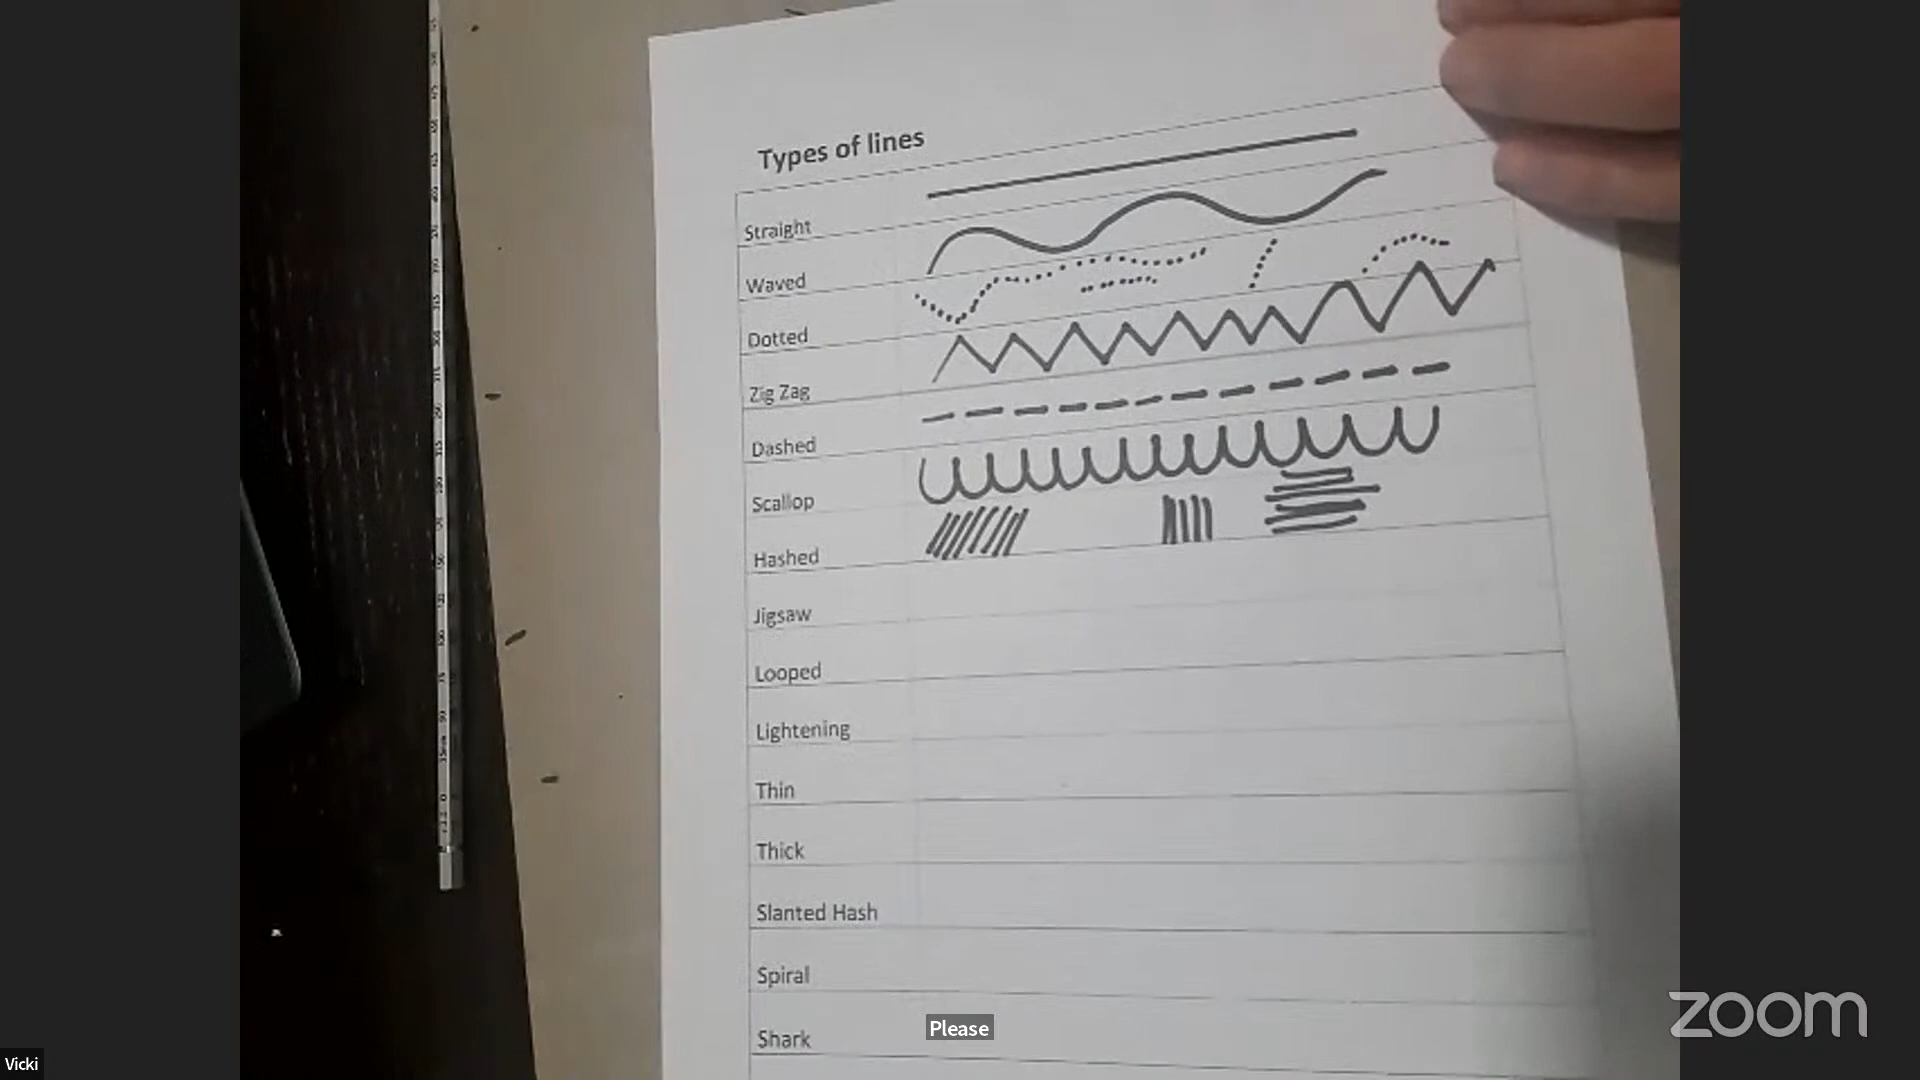 Types of lines
Straight
Waved
Dotted
Zig Zag
Dashed
Scallop
Hashed
Jigsaw
Looped
Lightening
Thin
Thick
Slanted Hash
Spiral
Shark
Please
Vicki
zoom